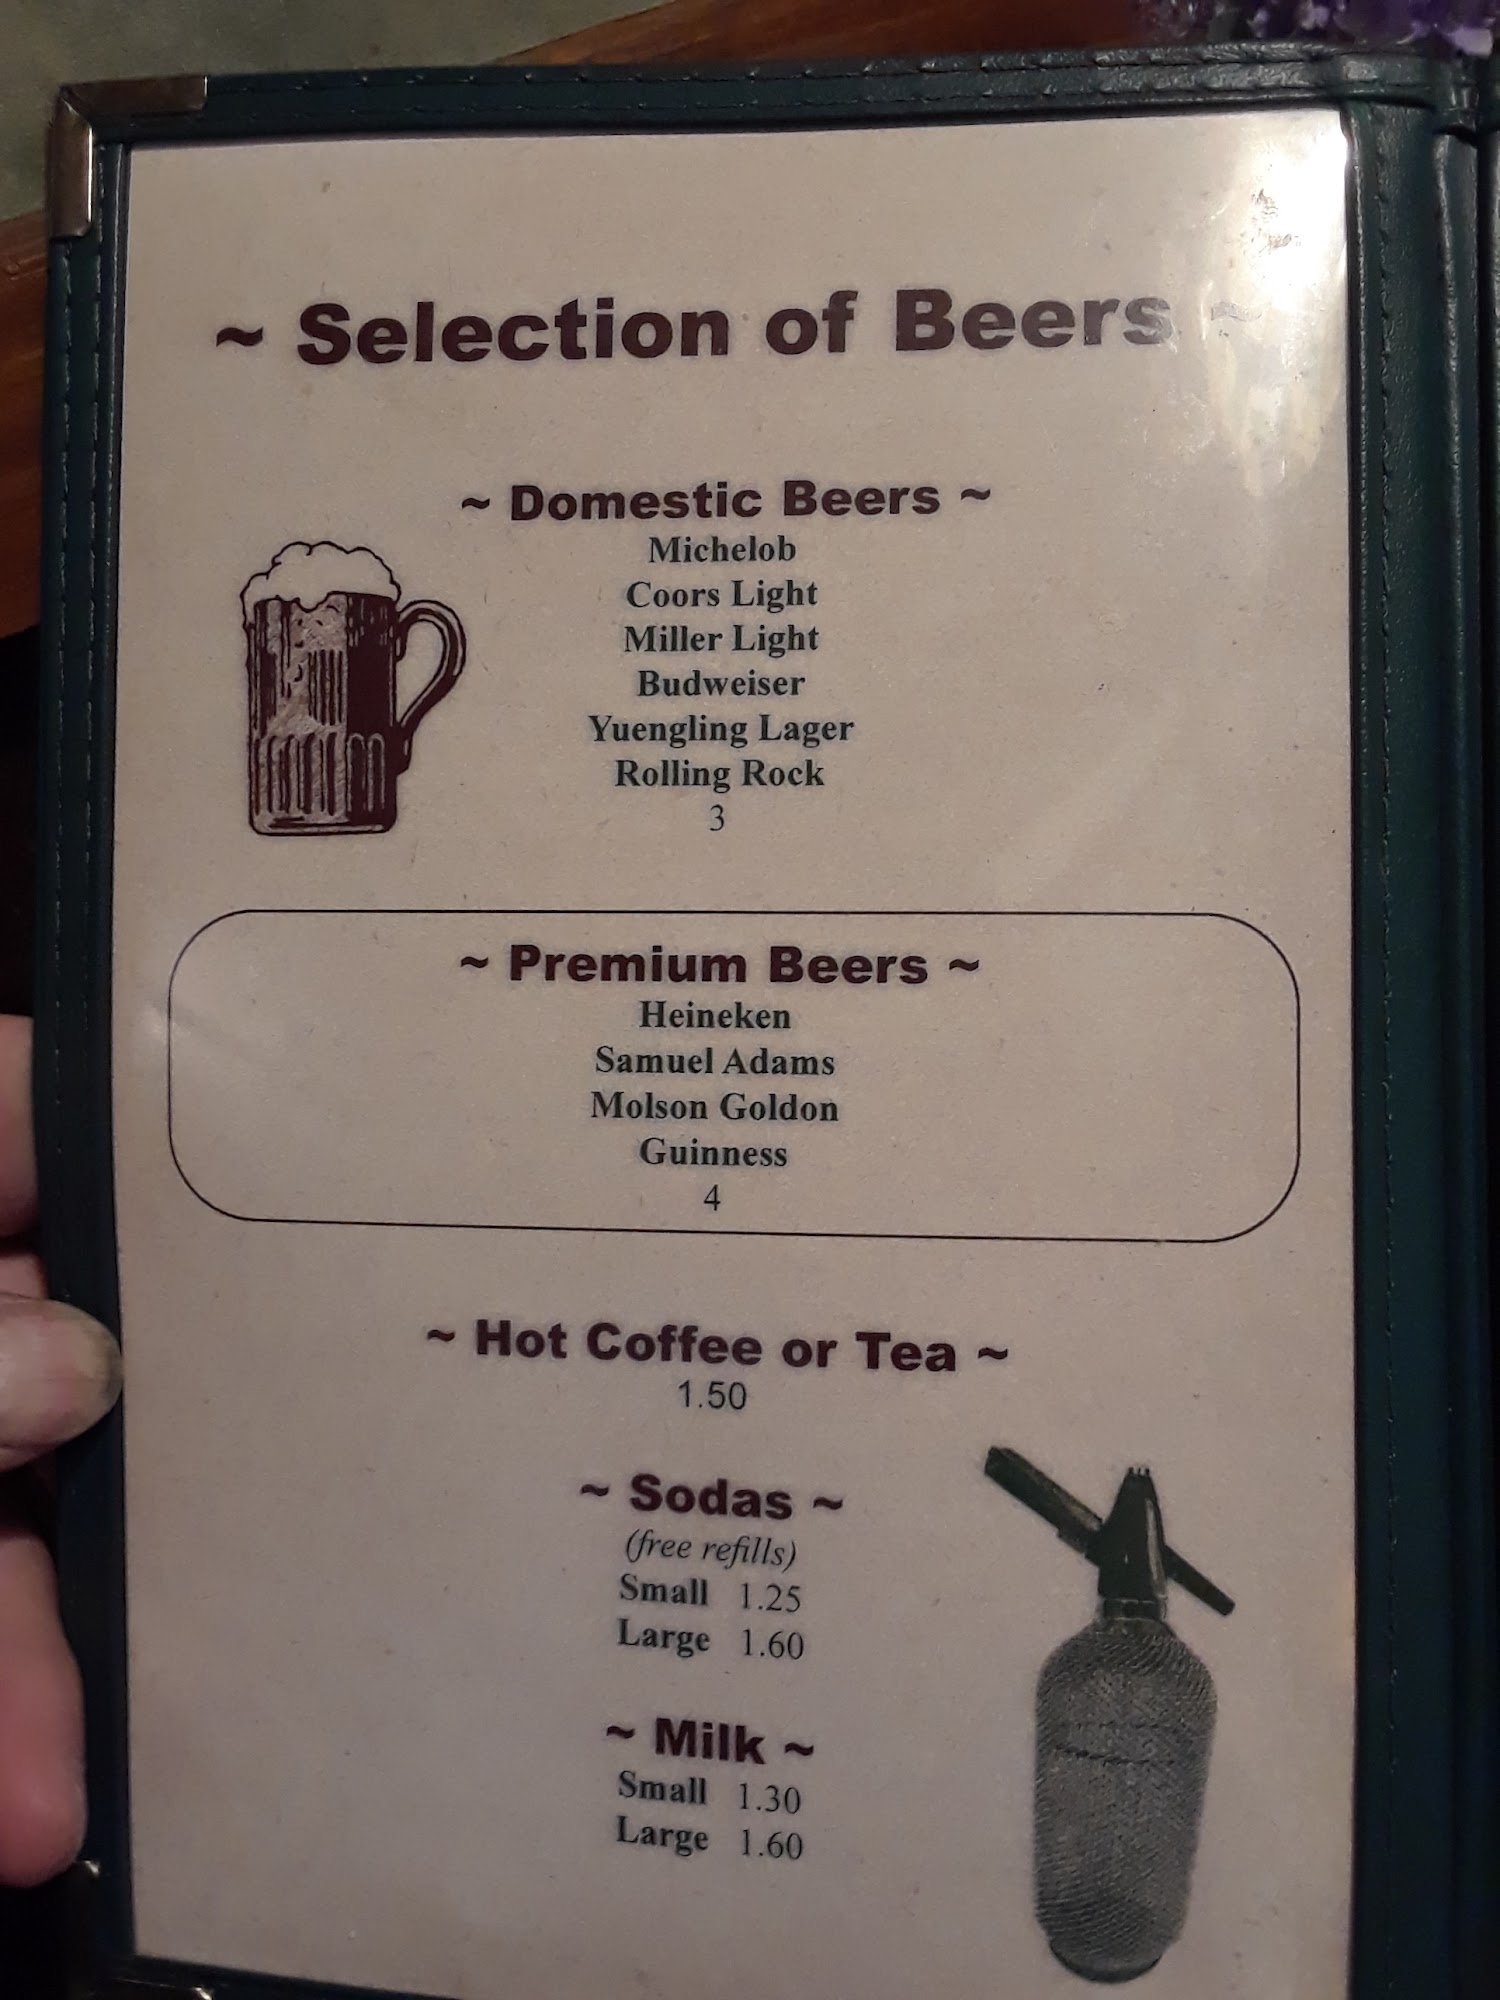 ~ Selection of Beers ~
~ Domestic Beers ~
Michelob
Coors Light
Miller Light
Budweiser
Yuengling Lager
Rolling Rock
3
~ Premium Beers ~
Heineken
Samuel Adams
Molson Goldon
Guinness
4
~ Hot Coffee or Tea ~
1.50
~ Sodas ~
(free refills)
Small 1.25
Large 1.60
~ Milk ~
Small 1.30
Large 1.60